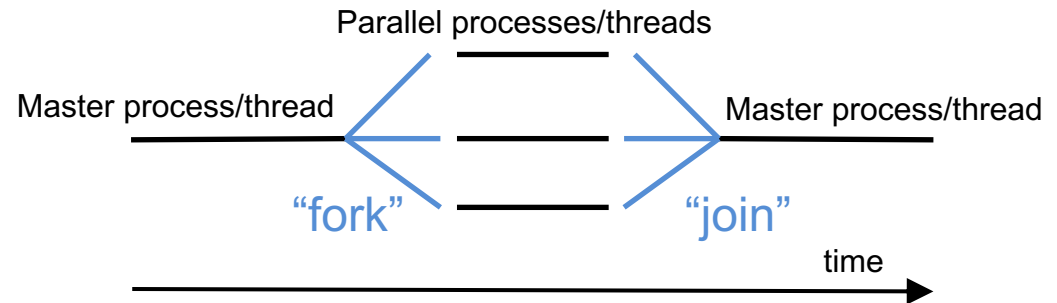 Parallel processes/threads
Master process/thread
Master process/thread
“fork”
“join”
time